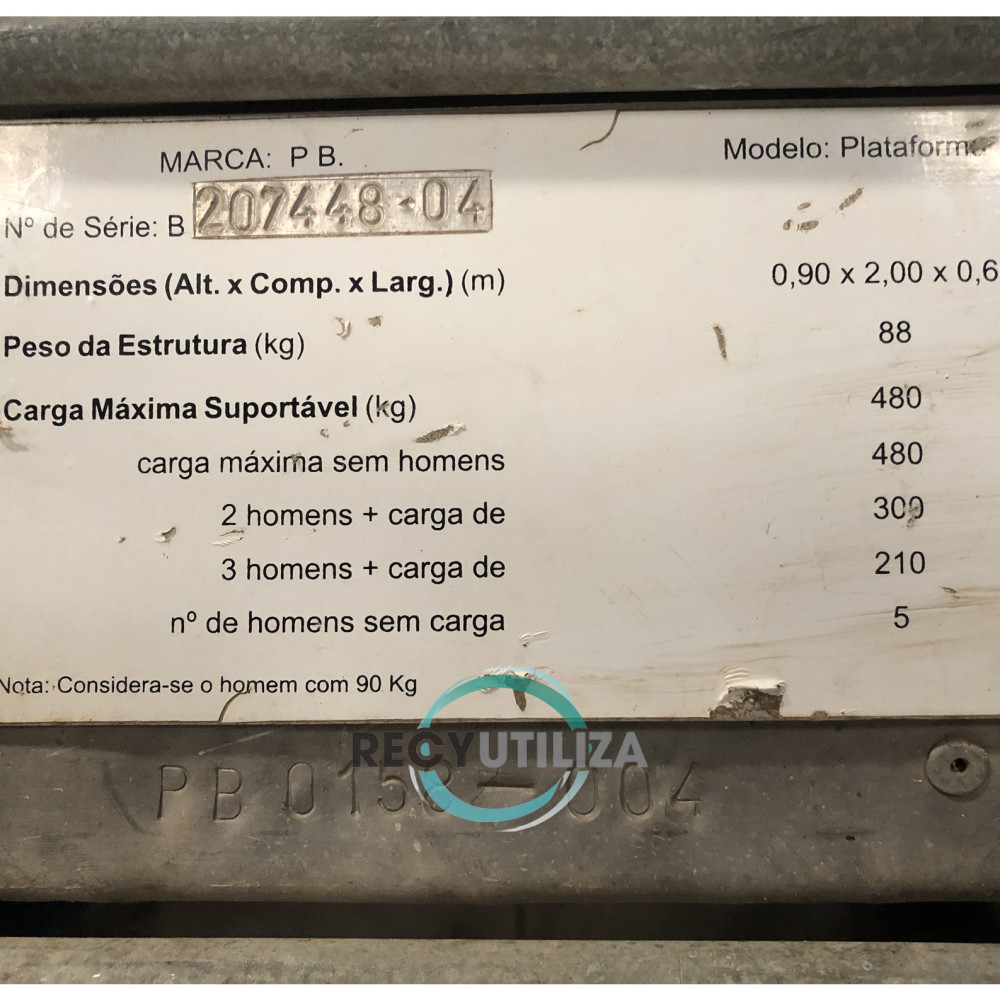 MARCA: P B.
Modelo: Plataforma
Nº de Série: B 207448-04
Dimensões (Alt. x Comp. x Larg.) (m) 0,90 x 2,00 x 0,6
Peso da Estrutura (kg) 88
Carga Máxima Suportável (kg) 480
carga máxima sem homens 480
2 homens + carga de 300
3 homens + carga de 210
nº de homens sem carga 5
Nota: Considera-se o homem com 90 Kg
RECYUTILIZA
PB